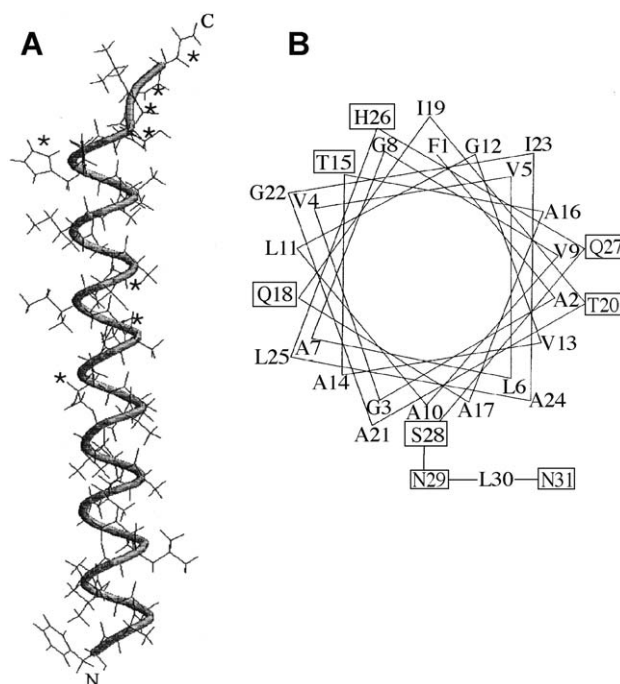 A
C
*
*
*
*
*
*
*
*
N
B
I19
H26
G8 F1 G12
I23
T15
V5
G22
V4
A16
L11
V9
Q27
Q18
A2
T20
A7
V13
L25
A14
L6
G3
A10
A17
A24
A21
S28
N29 L30 N31